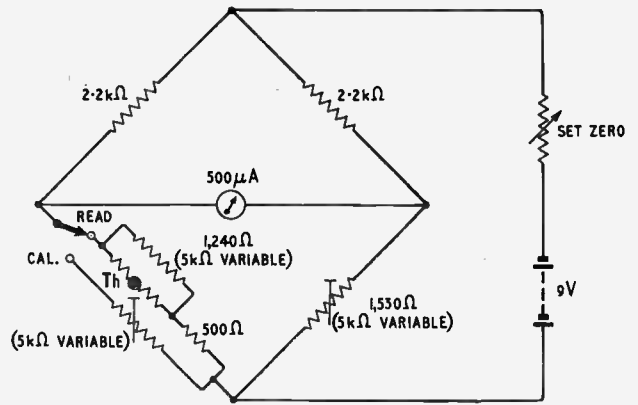 2·2kΩ
2·2kΩ
SET ZERO
500μA
READ
1,240Ω
(5kΩ VARIABLE)
CAL.
Th
9V
1,530Ω
(5kΩ VARIABLE)
500Ω
(5kΩ VARIABLE)